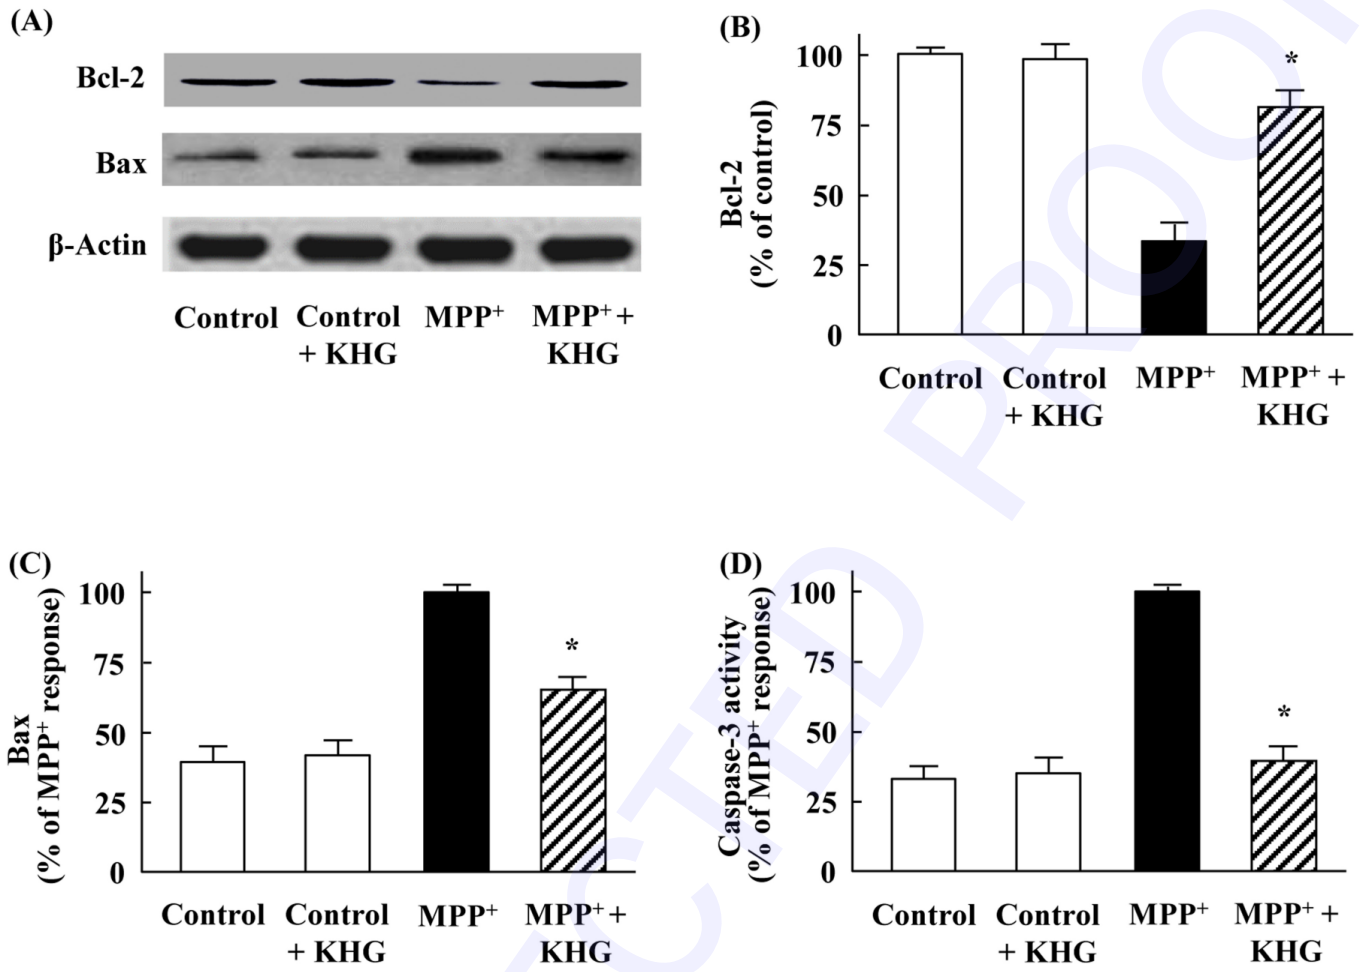 (A)
Bcl-2
Bax
β-Actin
Control
Control
+ KHG
MPP⁺
MPP⁺ +
KHG
(B)
Bcl-2
(% of control)
100
75
50
25
0
*
Control
Control
+ KHG
MPP⁺
MPP⁺ +
KHG
(C)
Bax
(% of MPP⁺ response)
100
75
50
25
0
*
Control
Control
+ KHG
MPP⁺
MPP⁺ +
KHG
(D)
Caspase-3 activity
(% of MPP⁺ response)
100
75
50
25
0
*
Control
Control
+ KHG
MPP⁺
MPP⁺ +
KHG
CTED PROO